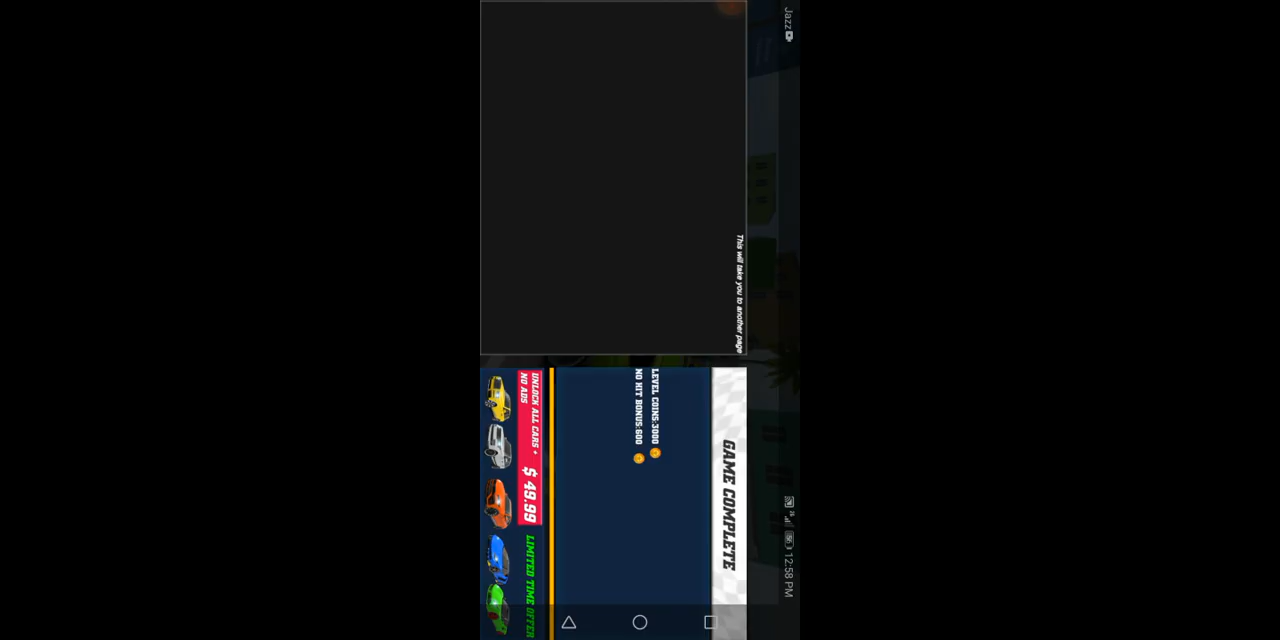 Jazz
12:58 PM
This will take you to another page
GAME COMPLETE
LEVEL COINS:3000
NO HIT BONUS:600
UNLOCK ALL CARS +
NO ADS
$ 49.99
LIMITED TIME OFFER